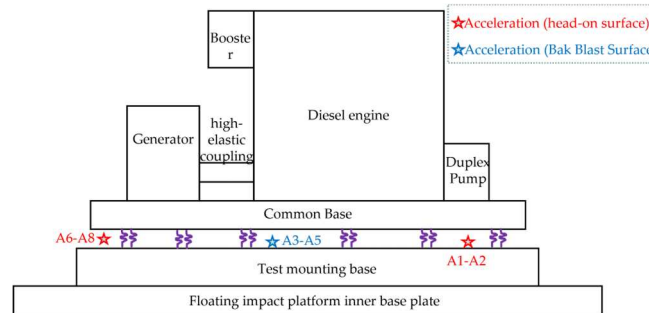 Acceleration (head-on surface)
Acceleration (Bak Blast Surface
Booste
r
Diesel engine
Generator
high-
elastic
coupling
Duplex
Pump
Common Base
A6-A8
A3-A5
A1-A2
Test mounting base
Floating impact platform inner base plate